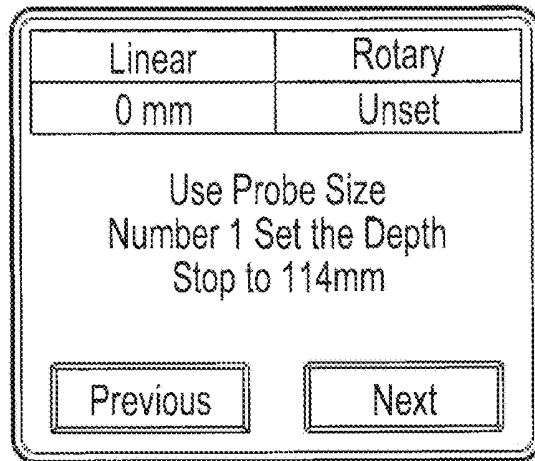 Linear Rotary
0 mm Unset
Use Probe Size
Number 1 Set the Depth
Stop to 114mm
Previous Next